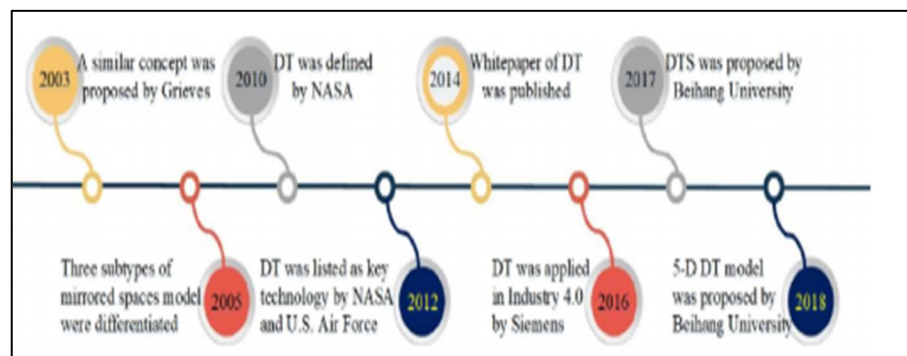 2003
A similar concept was
proposed by Grieves
2010
DT was defined
by NASA
2014
Whitepaper of DT
was published
2017
DTS was proposed by
Beihang University
Three subtypes of
mirrored spaces model
were differentiated
2005
DT was listed as key
technology by NASA
and U.S. Air Force
2012
DT was applied
in Industry 4.0
by Siemens
2016
5-D DT model
was proposed by
Beihang University
2018